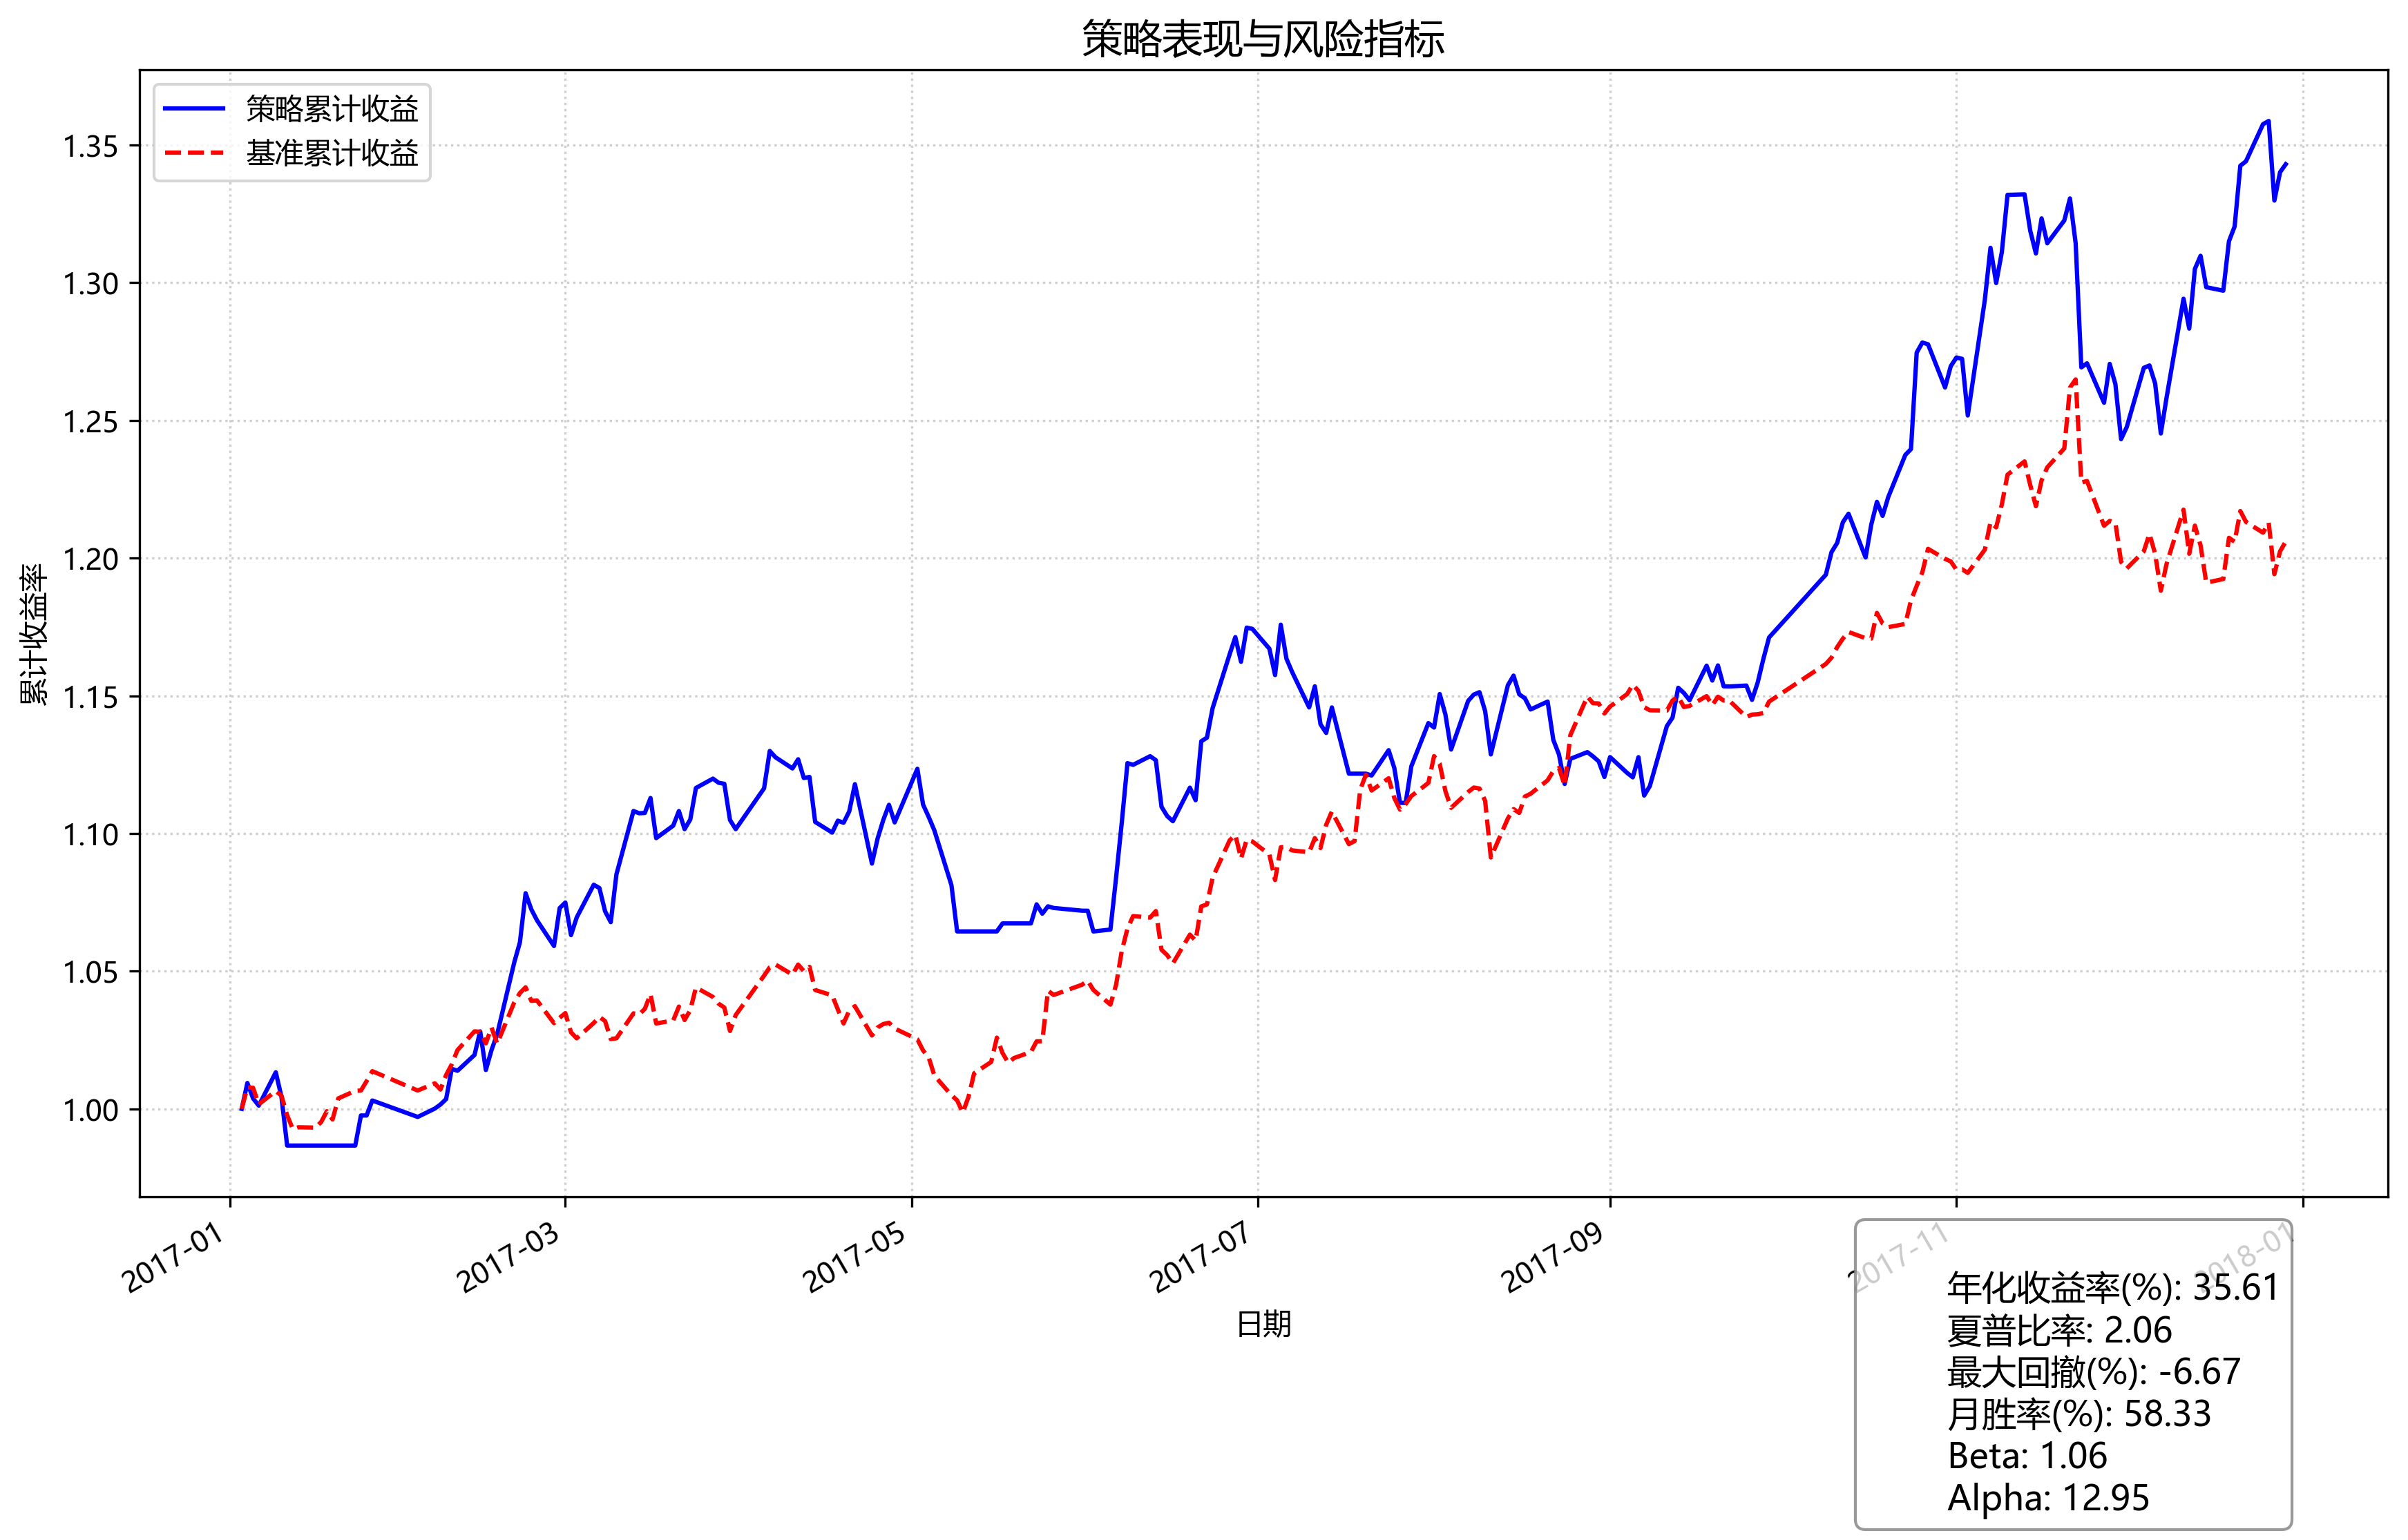 策略表现与风险指标
策略累计收益
基准累计收益
累计收益率
1.35
1.30
1.25
1.20
1.15
1.10
1.05
1.00
2017-01
2017-03
2017-05
2017-07
2017-09
2017-11
2018-01
日期
年化收益率(%): 35.61
夏普比率: 2.06
最大回撤(%): -6.67
月胜率(%): 58.33
Beta: 1.06
Alpha: 12.95